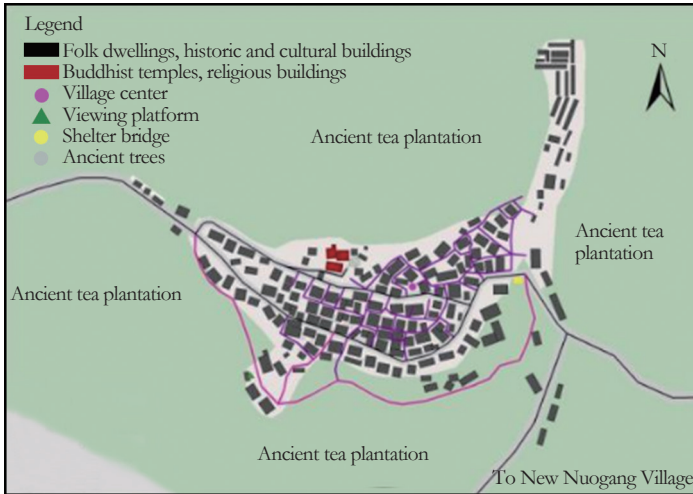 Legend
Folk dwellings, historic and cultural buildings
Buddhist temples, religious buildings
Village center
Viewing platform
Shelter bridge
Ancient trees
N
Ancient tea plantation
Ancient tea
plantation
Ancient tea plantation
Ancient tea plantation
To New Nuogang Village